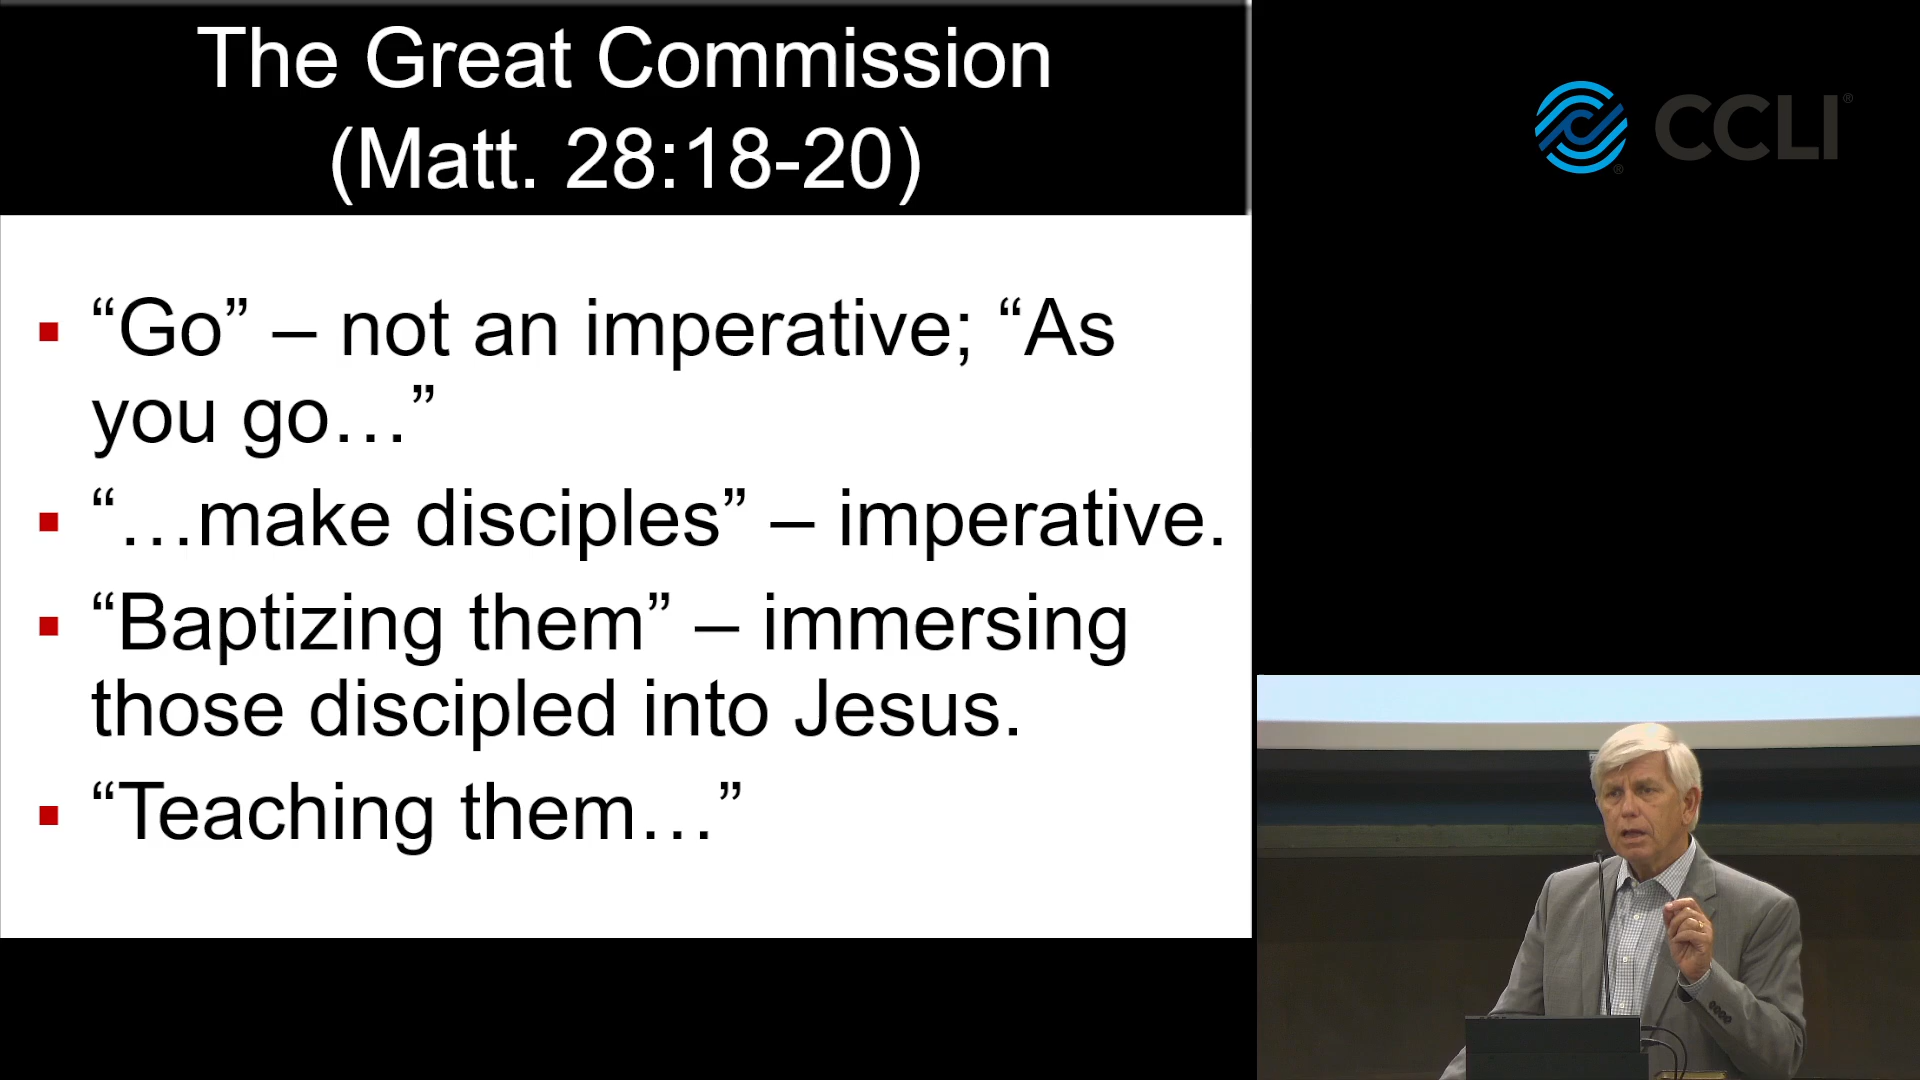 The Great Commission
(Matt. 28:18-20)
CCLI®
“Go” – not an imperative; “As
you go…”
“…make disciples” – imperative.
“Baptizing them” – immersing
those discipled into Jesus.
“Teaching them…”